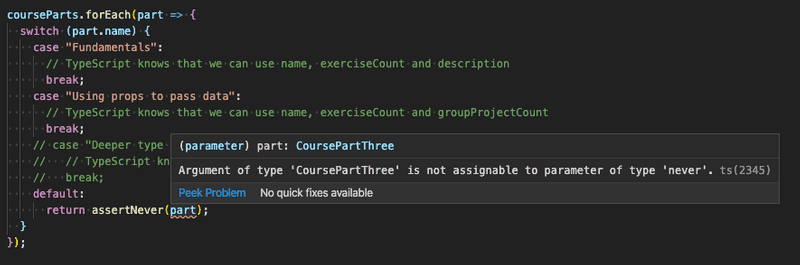 courseParts.forEach(part => {
switch (part.name) {
case "Fundamentals":
// TypeScript knows that we can use name, exerciseCount and description
break;
case "Using props to pass data":
// TypeScript knows that we can use name, exerciseCount and groupProjectCount
break;
// case "Deeper type
(parameter) part: CoursePartThree
// // TypeScript kn
Argument of type 'CoursePartThree' is not assignable to parameter of type 'never'. ts(2345)
// break;
Peek Problem No quick fixes available
default:
return assertNever(part);
}
});